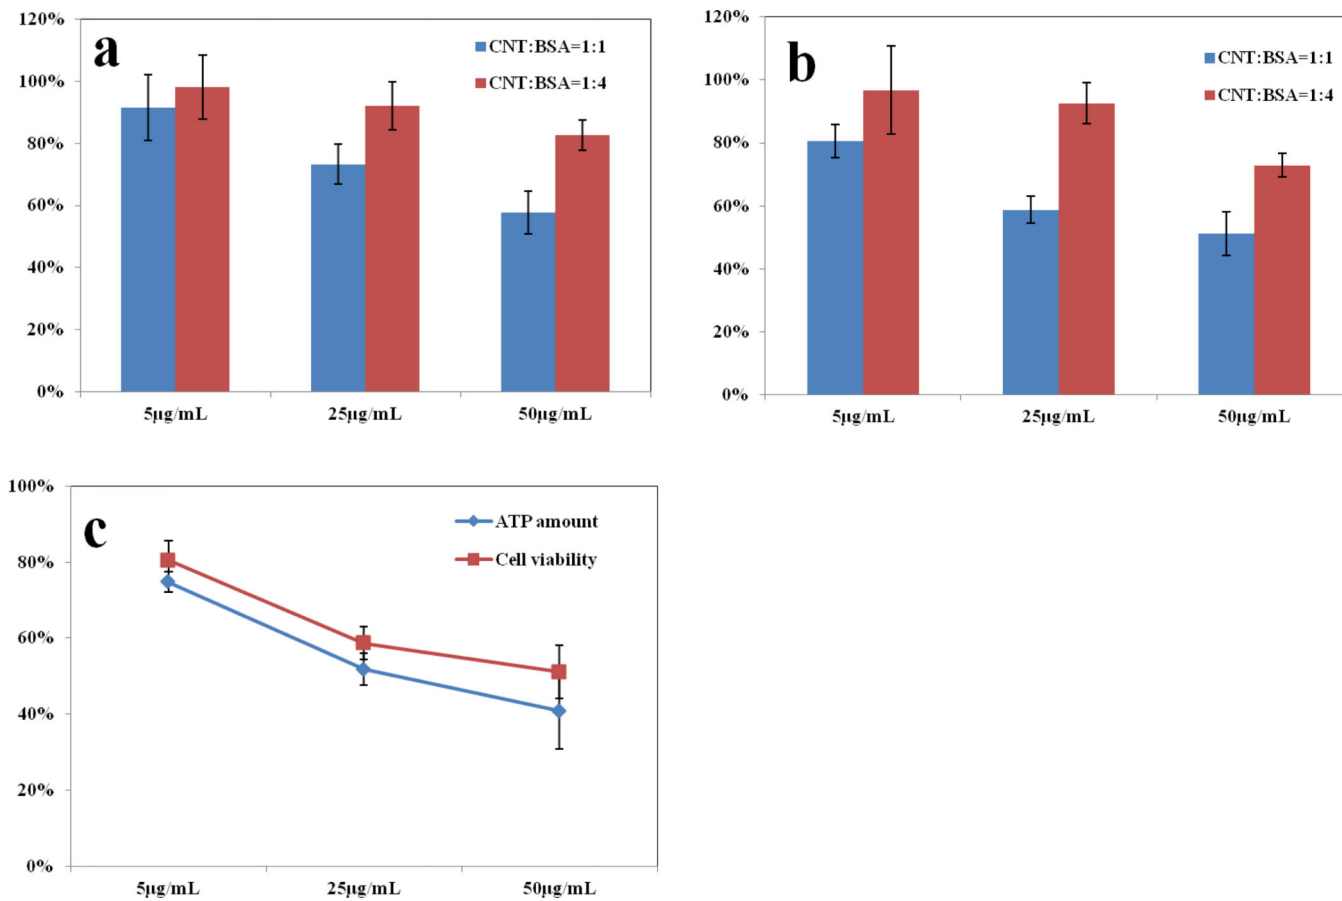 a
120%
100%
80%
60%
40%
20%
0%
CNT:BSA=1:1
CNT:BSA=1:4
5μg/mL 25μg/mL 50μg/mL
b
120%
100%
80%
60%
40%
20%
0%
CNT:BSA=1:1
CNT:BSA=1:4
5μg/mL 25μg/mL 50μg/mL
c
100%
80%
60%
40%
20%
0%
ATP amount
Cell viability
5μg/mL 25μg/mL 50μg/mL